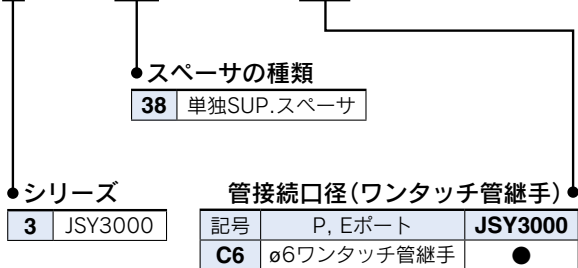 スペーサの種類
38 単独SUP.スペーサ
シリーズ
3 JSY3000
管接続口径(ワンタッチ管継手)
記号 P, Eポート JSY3000
C6 ø6ワンタッチ管継手 ●